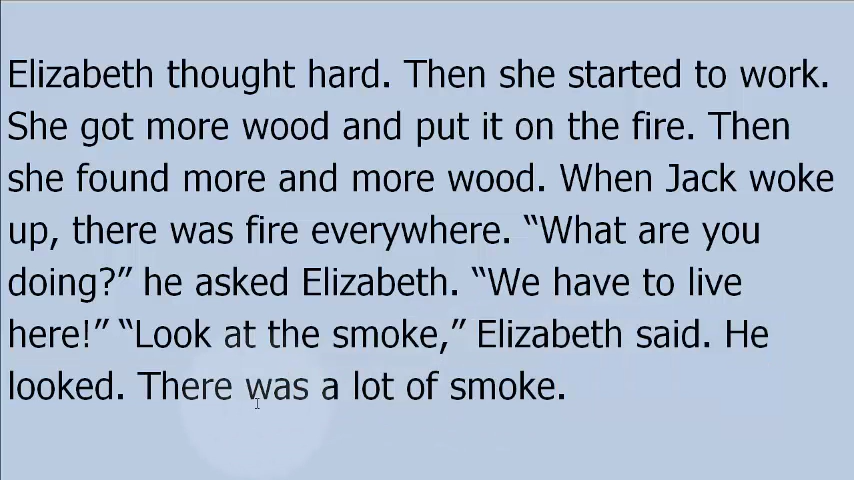 Elizabeth thought hard. Then she started to work.
She got more wood and put it on the fire. Then
she found more and more wood. When Jack woke
up, there was fire everywhere. “What are you
doing?” he asked Elizabeth. “We have to live
here!” “Look at the smoke,” Elizabeth said. He
looked. There was a lot of smoke.